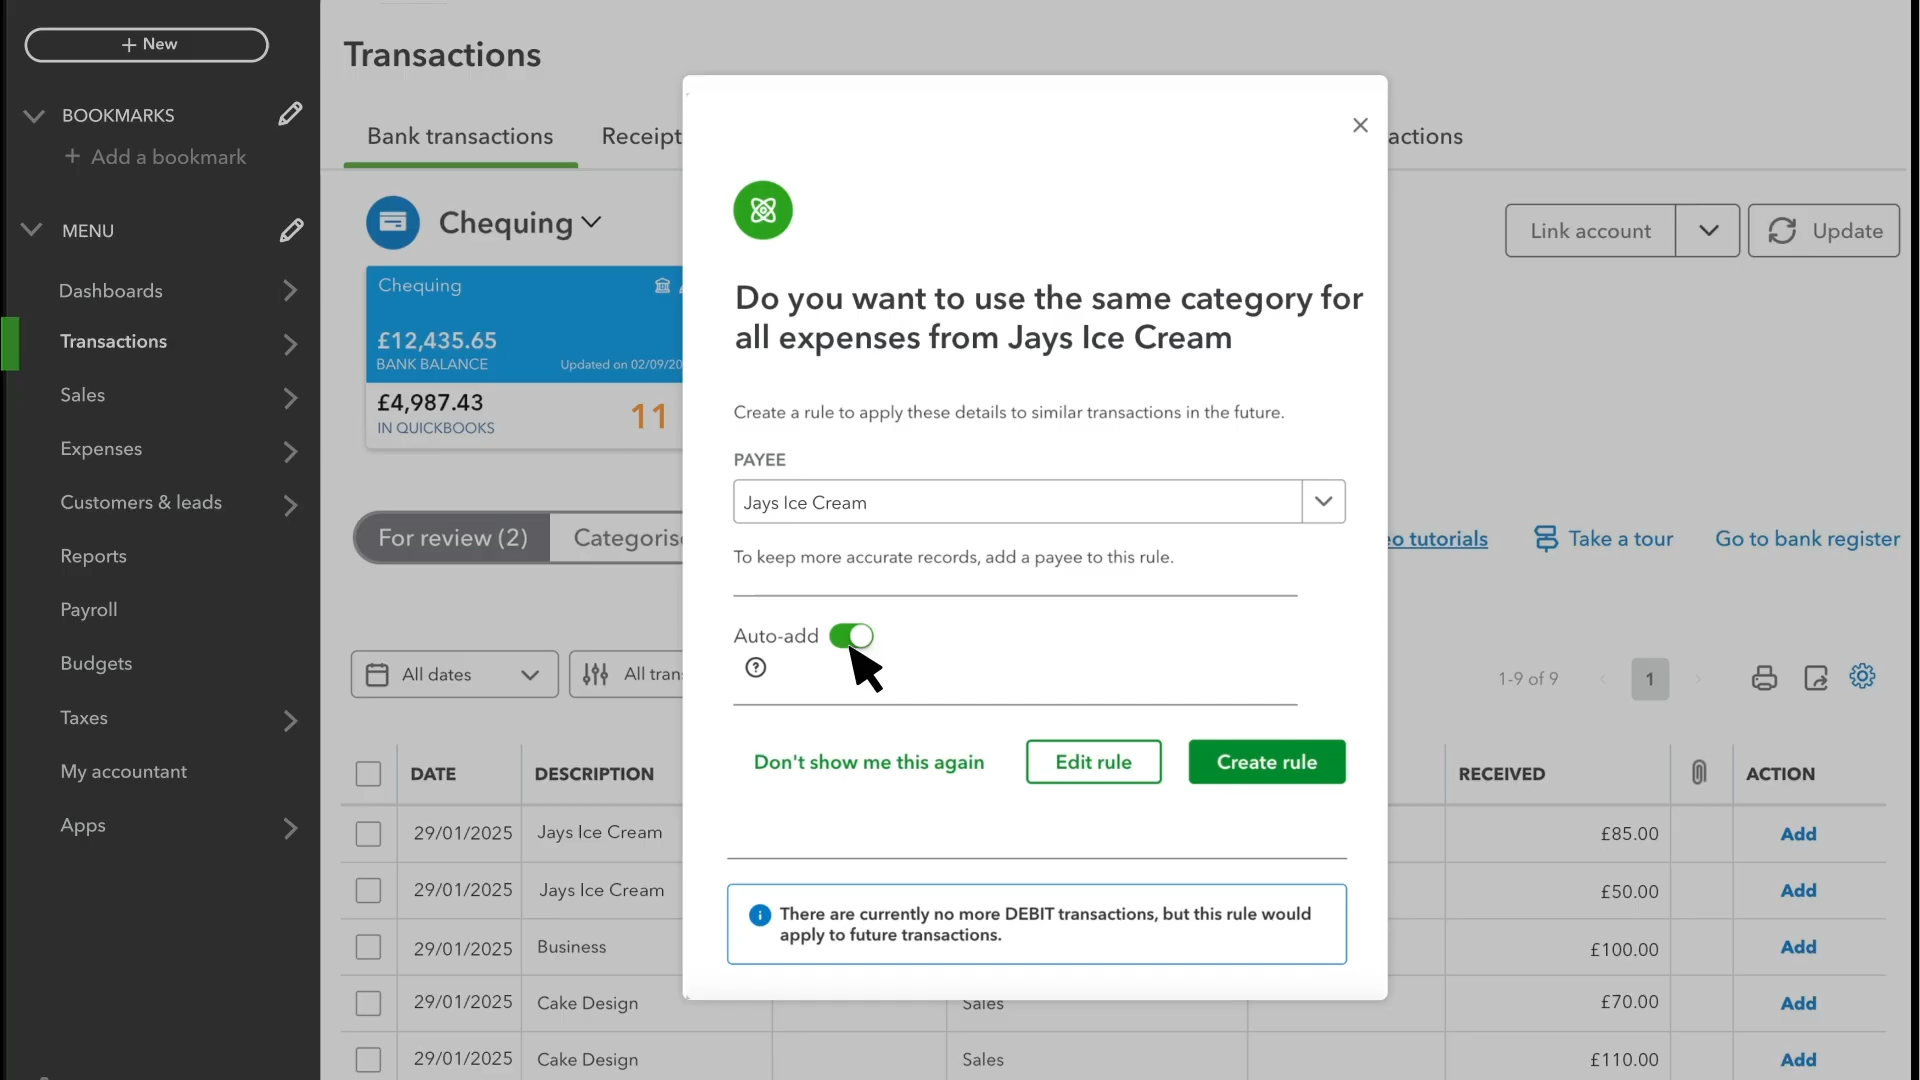 + New
BOOKMARKS
+ Add a bookmark
MENU
Dashboards
Transactions
Sales
Expenses
Customers & leads
Reports
Payroll
Budgets
Taxes
My accountant
Apps
Transactions
Bank transactions
Chequing
Link account
Update
Chequing
£12,435.65
BANK BALANCE
Updated on 02/09/20
£4,987.43
11
IN QUICKBOOKS
For review (2)
tutorials
Take a tour
Go to bank register
All dates
All
1-9 of 9
1
DATE DESCRIPTION RECEIVED ACTION
29/01/2025 Jays Ice Cream £85.00 Add
29/01/2025 Jays Ice Cream £50.00 Add
29/01/2025 Business £100.00 Add
29/01/2025 Cake Design Sales £70.00 Add
29/01/2025 Cake Design Sales £110.00 Add
Do you want to use the same category for
all expenses from Jays Ice Cream
Create a rule to apply these details to similar transactions in the future.
PAYEE
Jays Ice Cream
To keep more accurate records, add a payee to this rule.
Auto-add
Don't show me this again
Edit rule
Create rule
There are currently no more DEBIT transactions, but this rule would
apply to future transactions.